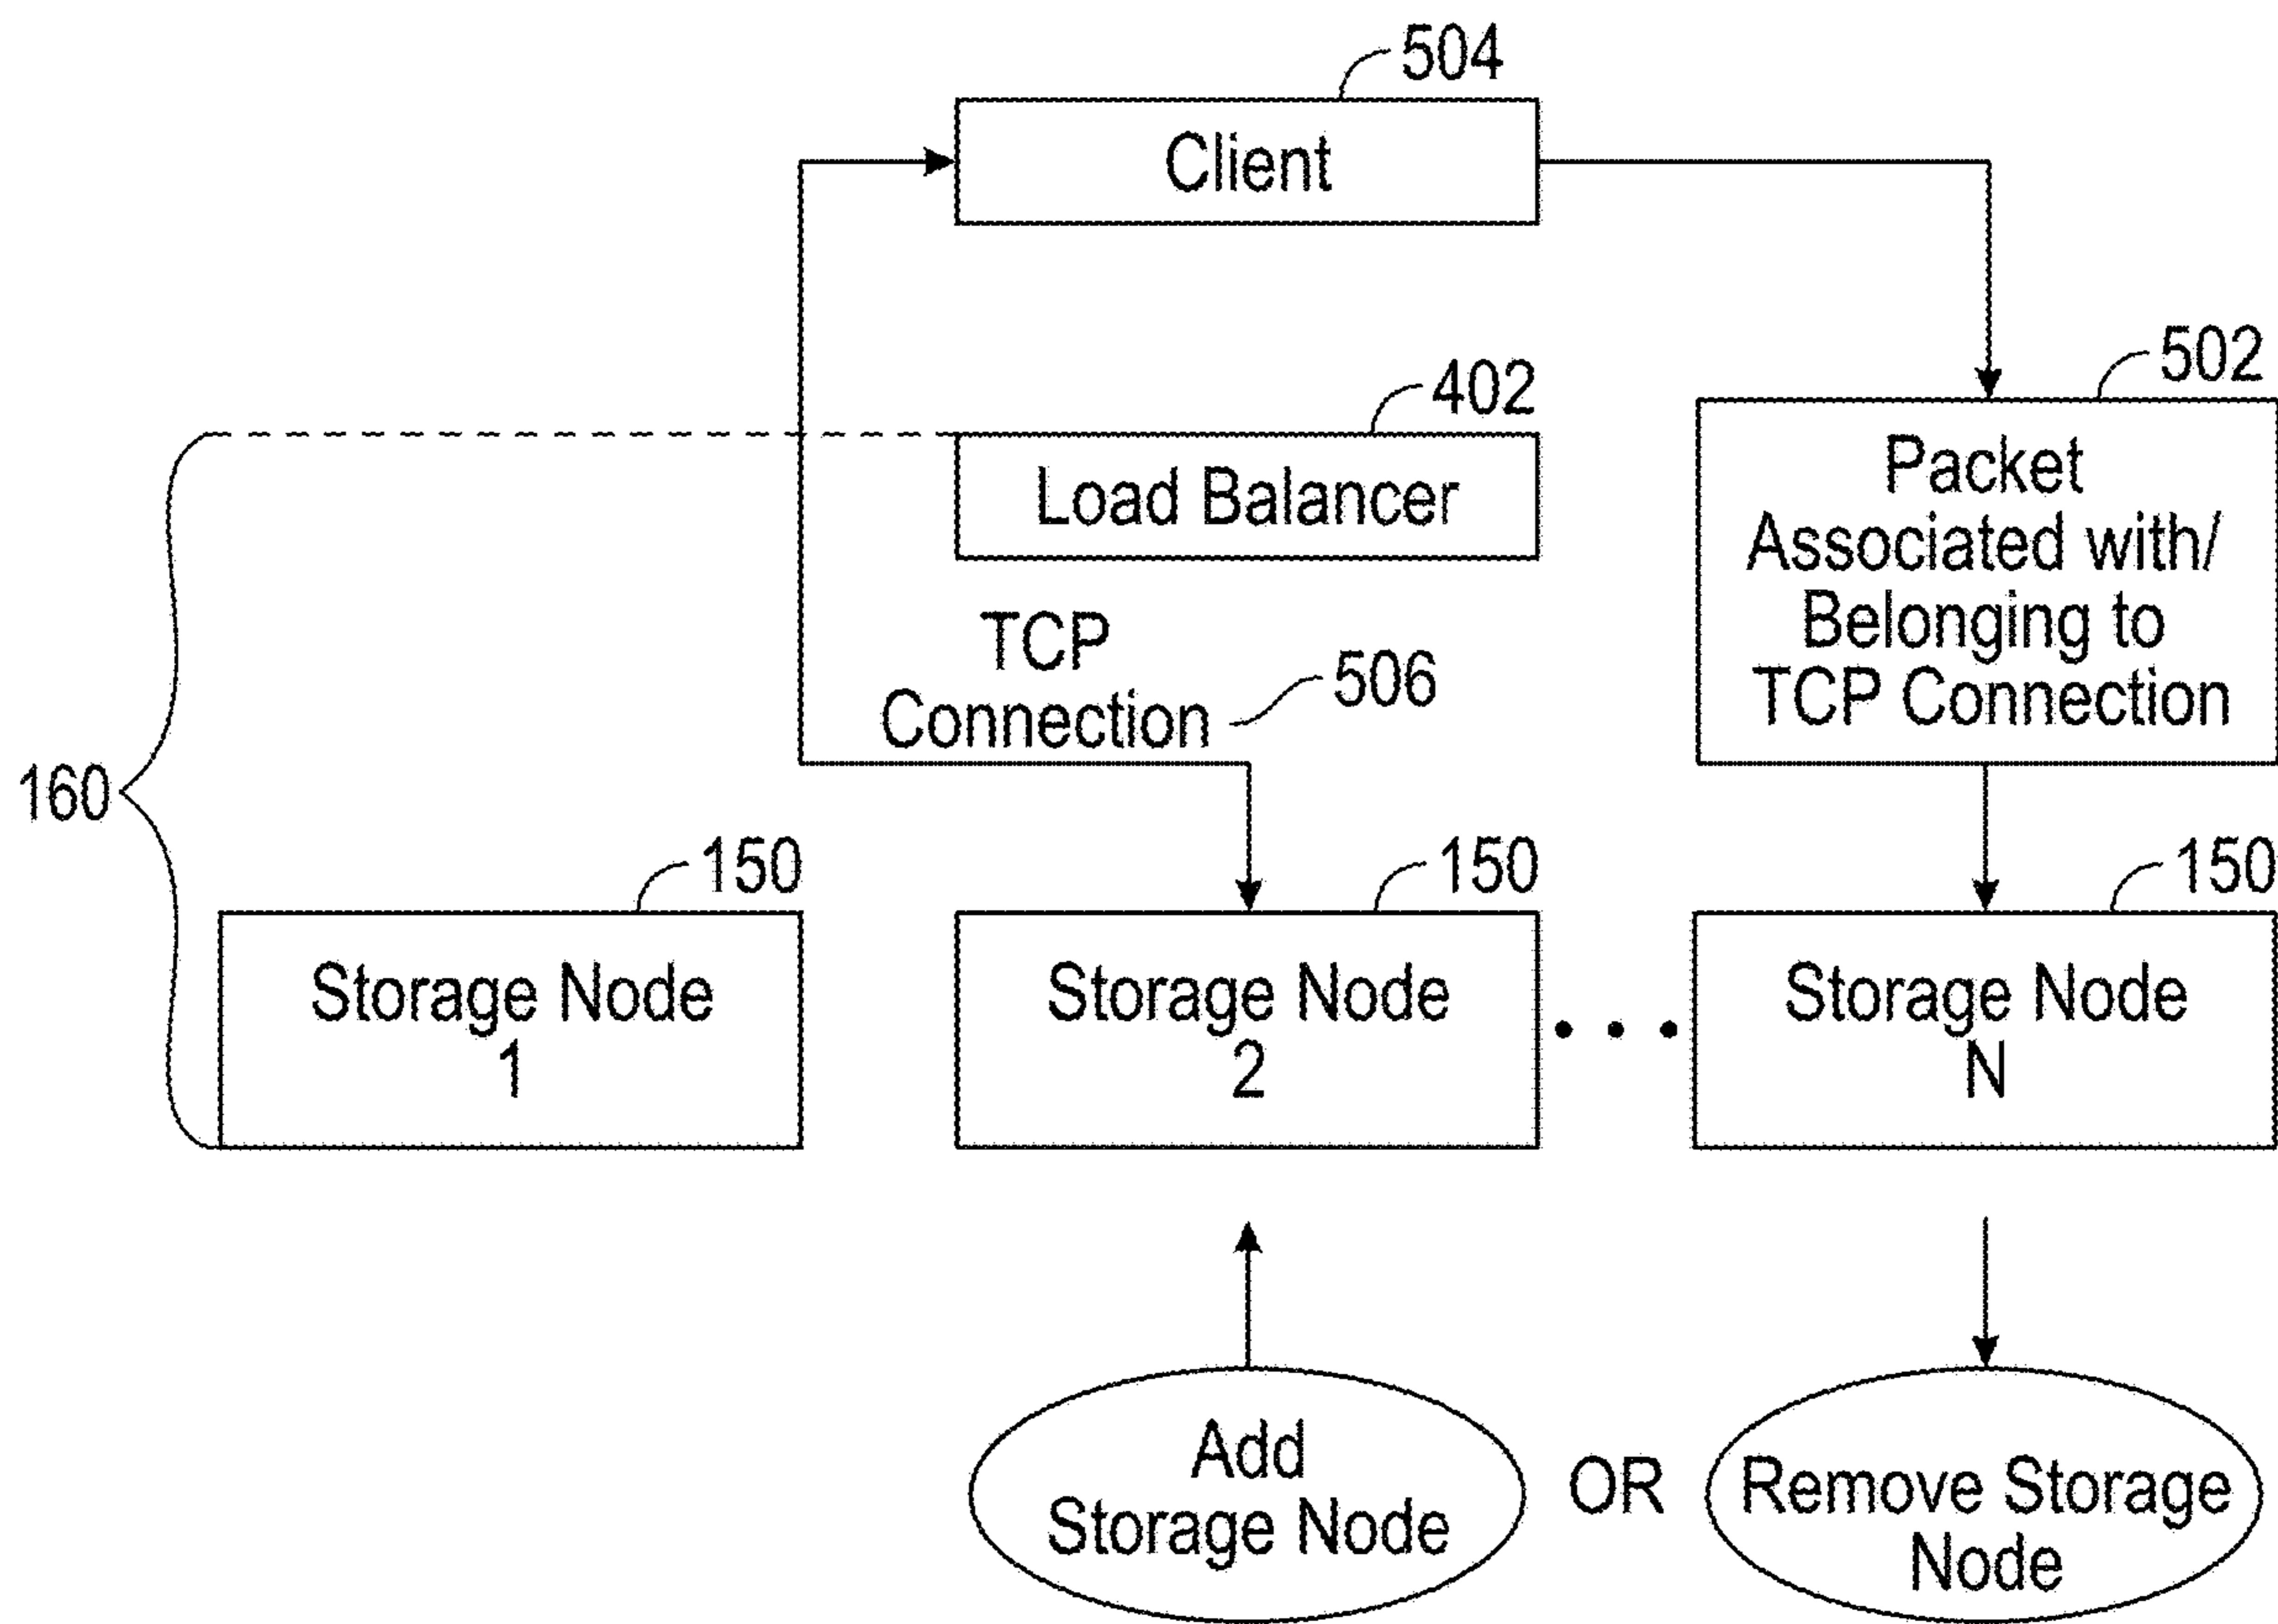 504
Client
402
Load Balancer
502
Packet
Associated with/
Belonging to
TCP Connection
TCP
Connection
506
160
150
Storage Node
1
150
Storage Node
2
• • •
150
Storage Node
N
Add
Storage Node
OR
Remove Storage
Node